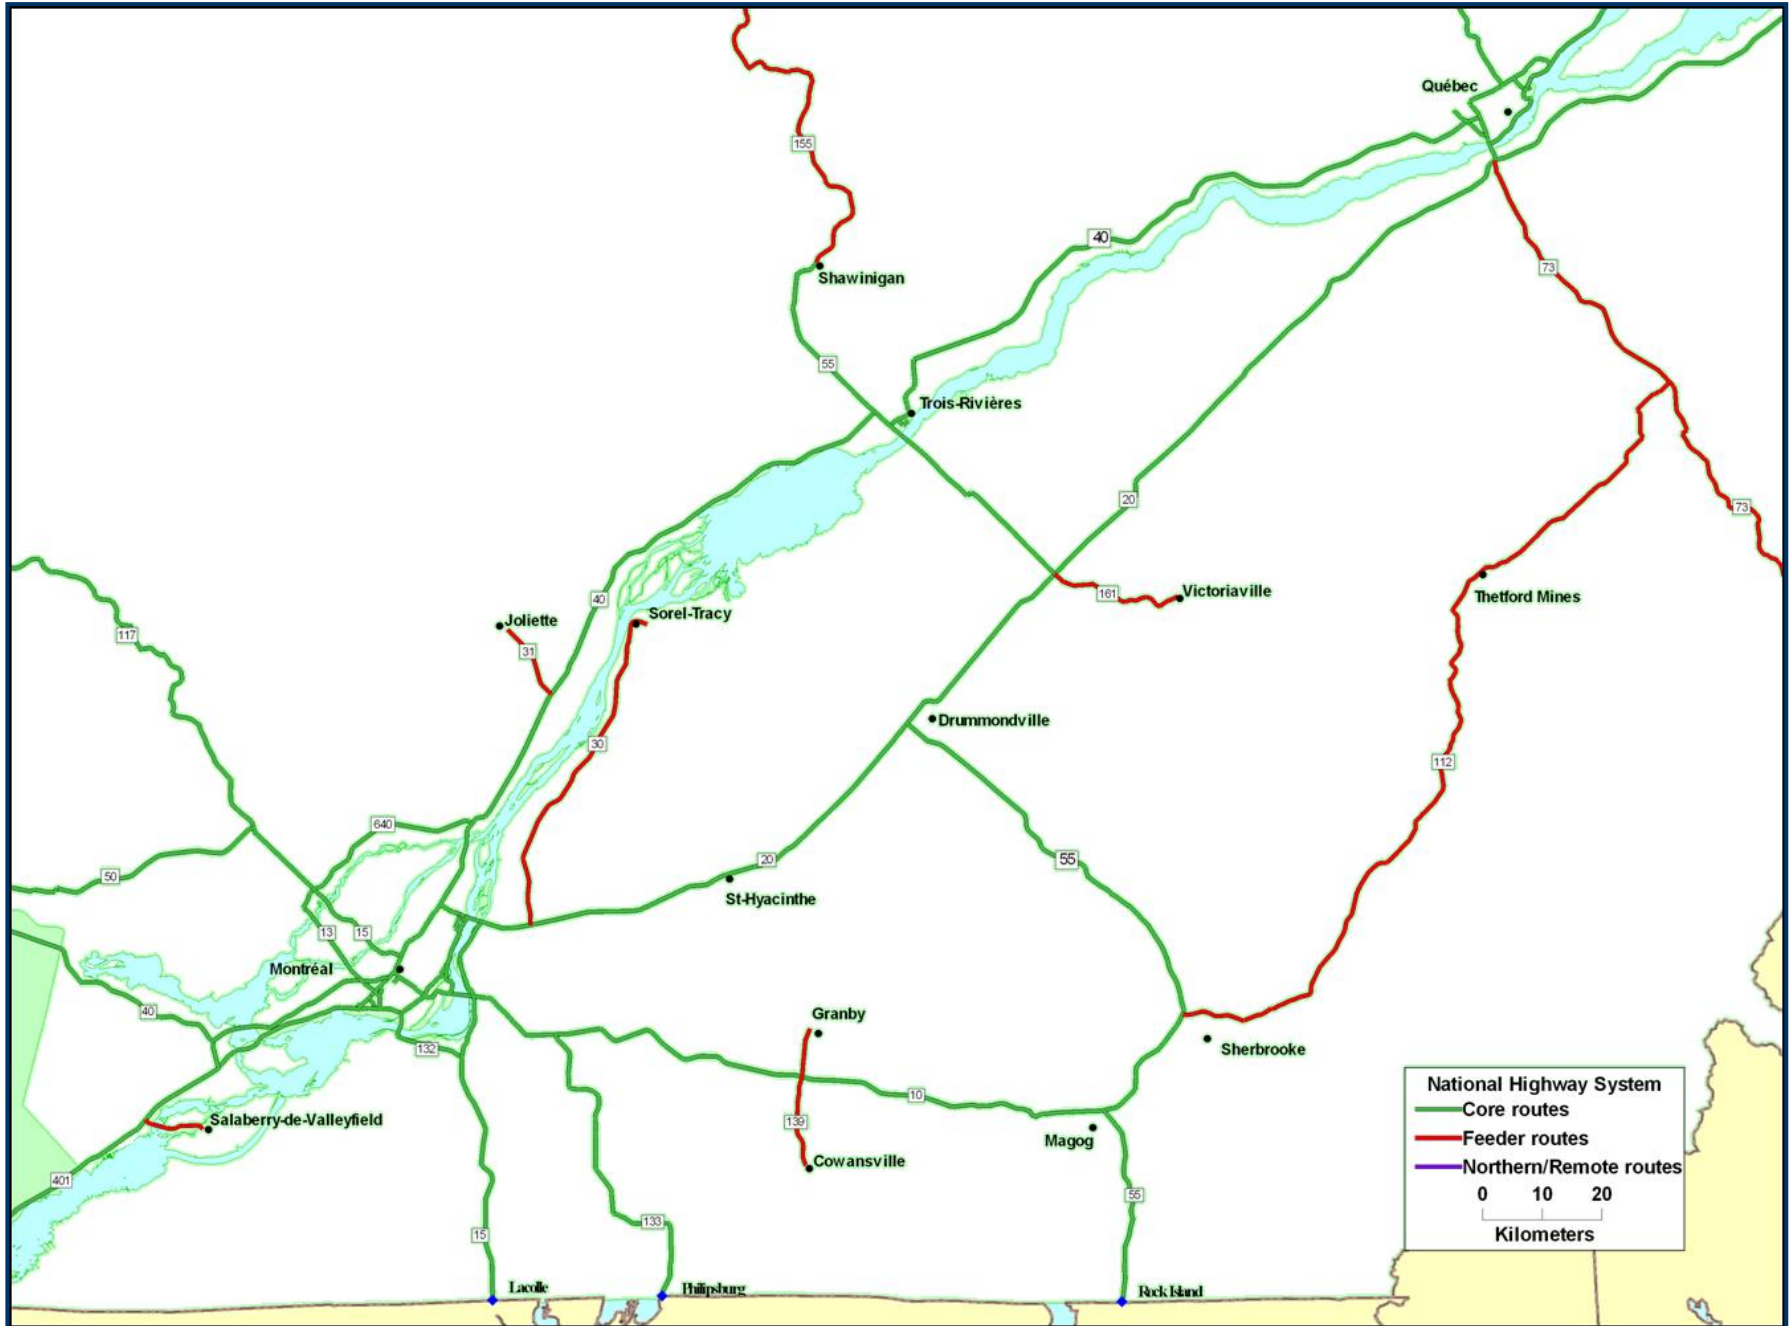 Québec
155
40
73
Shawinigan
55
Trois-Rivières
20
73
Thetford Mines
161
Victoriaville
40
Sorel-Tracy
Joliette
117
31
30
Drummondville
112
640
20
55
50
St-Hyacinthe
13
15
Montréal
40
Granby
132
Sherbrooke
10
139
Salaberry-de-Valleyfield
Magog
Cowansville
401
55
133
15
Lacolle
Philipsburg
Rock Island
National Highway System
Core routes
Feeder routes
Northern/Remote routes
0 10 20
Kilometers